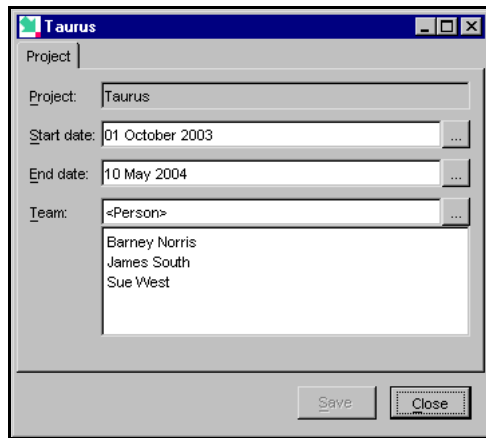 Taurus
Project
Project: Taurus
Start date: 01 October 2003 ...
End date: 10 May 2004 ...
Team: <Person> ...
Barney Norris
James South
Sue West
Save Close